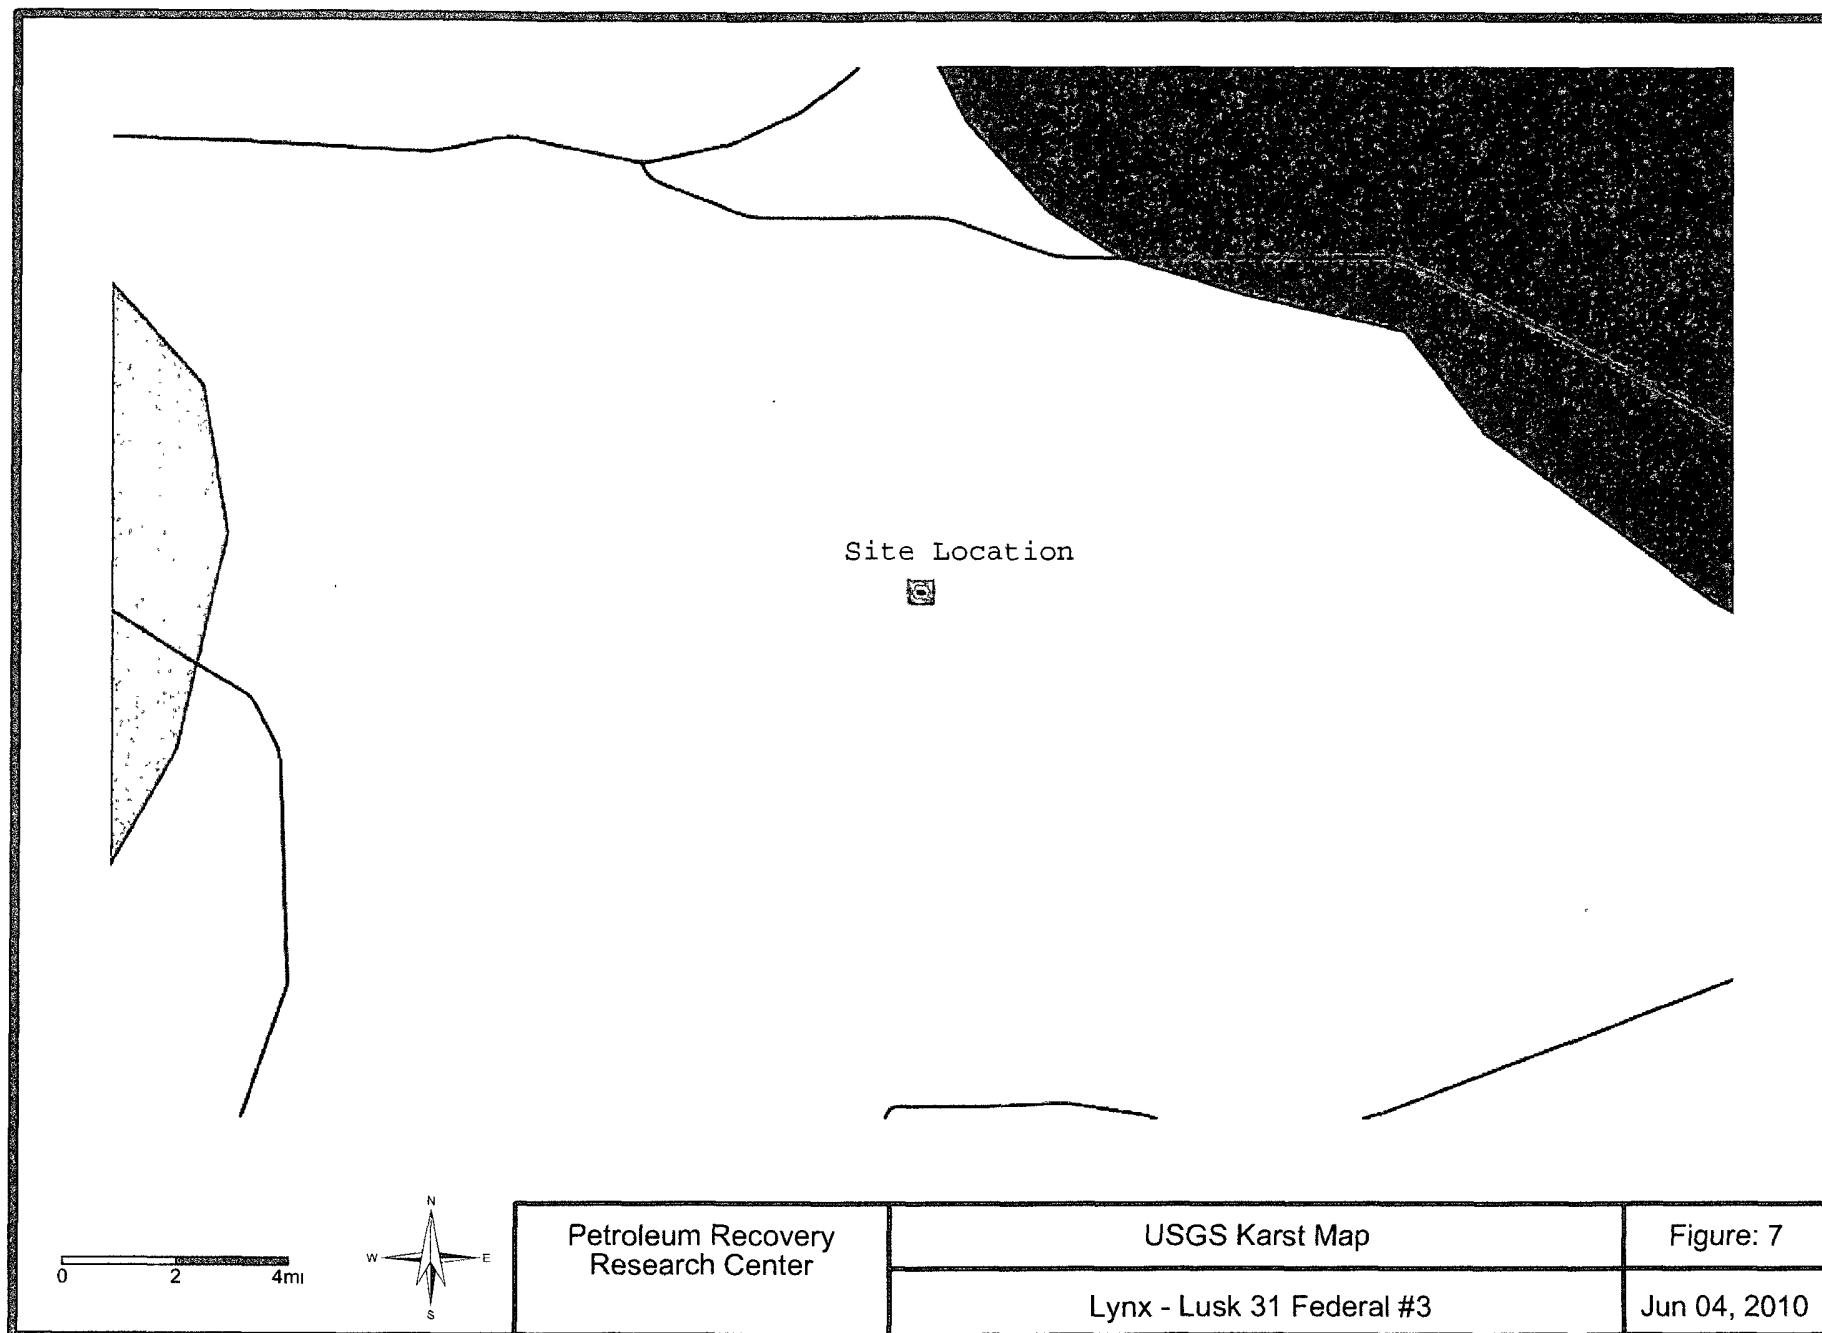 Site Location
N
W
E
S
0
2
4mi
Petroleum Recovery
Research Center
USGS Karst Map
Figure: 7
Lynx - Lusk 31 Federal #3
Jun 04, 2010